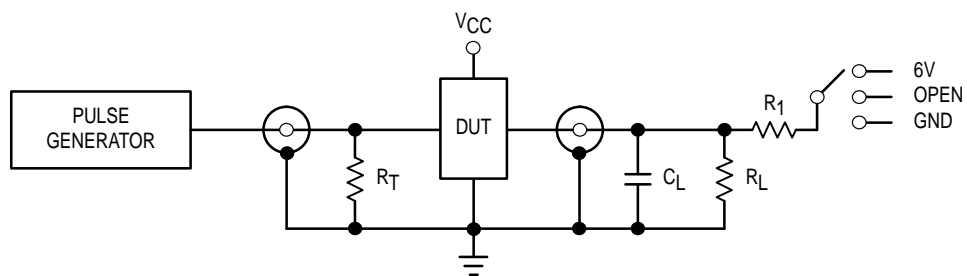 VCC
PULSE
GENERATOR
DUT
RT
CL
RL
R1
6V
OPEN
GND